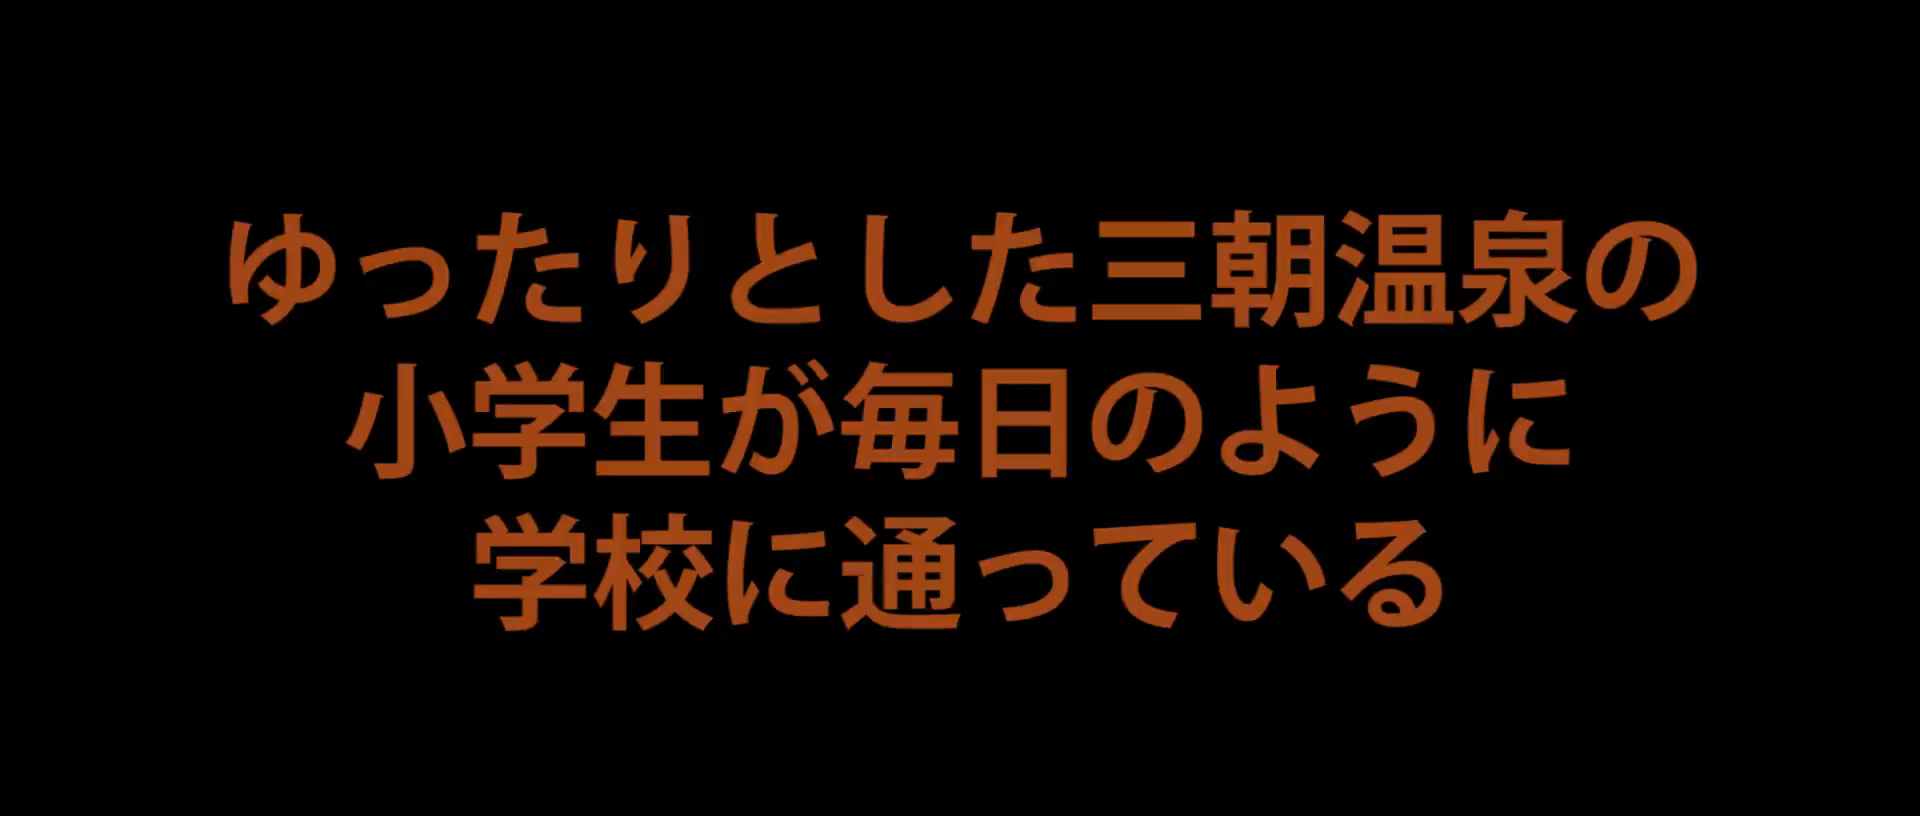 ゆったりとした三朝温泉の
小学生が毎日のように
学校に通っている